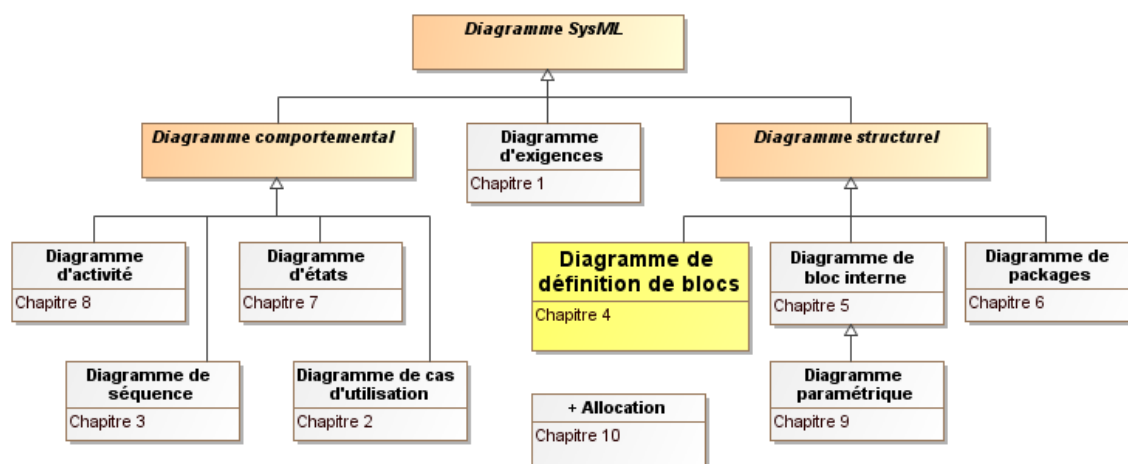 Diagramme SysML
Diagramme comportemental
Diagramme
d'exigences
Chapitre 1
Diagramme structurel
Diagramme
d'activité
Chapitre 8
Diagramme
d'états
Chapitre 7
Diagramme de
définition de blocs
Chapitre 4
Diagramme de
bloc interne
Chapitre 5
Diagramme de
packages
Chapitre 6
Diagramme de
séquence
Chapitre 3
Diagramme de cas
d'utilisation
Chapitre 2
+ Allocation
Chapitre 10
Diagramme
paramétrique
Chapitre 9